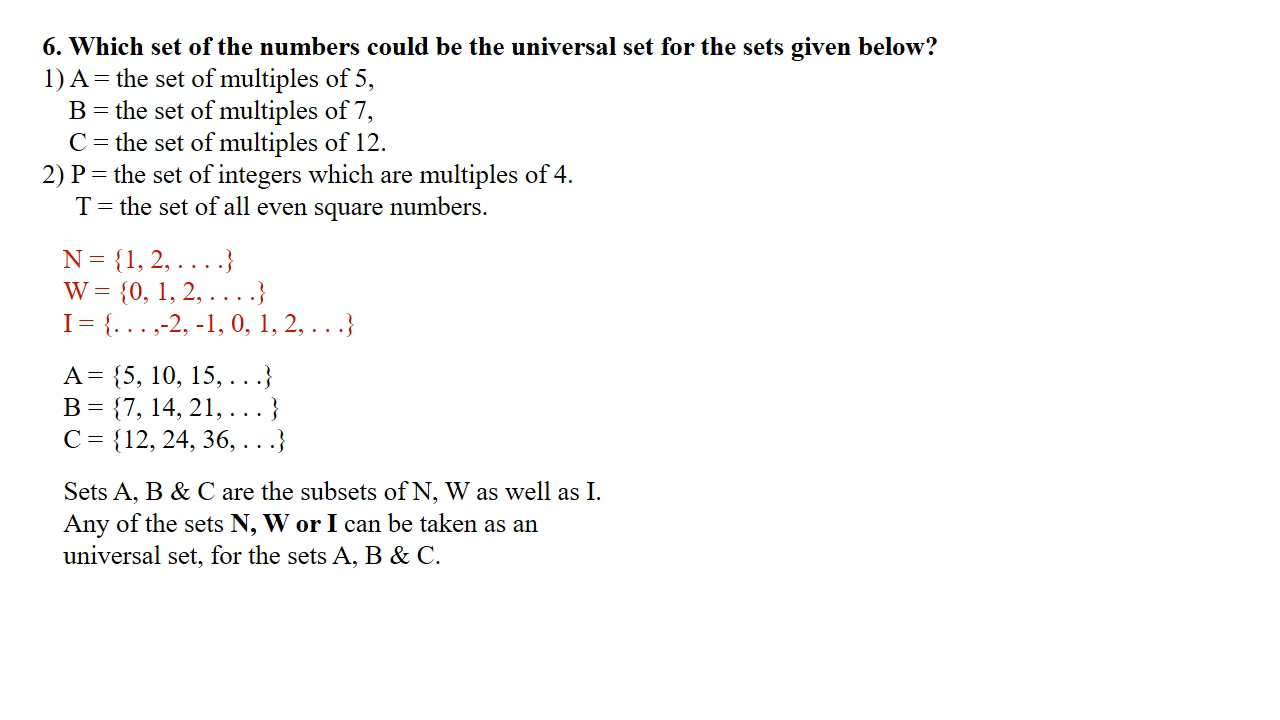 6. Which set of the numbers could be the universal set for the sets given below?
1) A = the set of multiples of 5,
B = the set of multiples of 7,
C = the set of multiples of 12.
2) P = the set of integers which are multiples of 4.
T = the set of all even square numbers.
N = {1, 2, . . . .}
W = {0, 1, 2, . . . .}
I = {. . . ,-2, -1, 0, 1, 2, . . .}
A = {5, 10, 15, . . .}
B = {7, 14, 21, . . . }
C = {12, 24, 36, . . .}
Sets A, B & C are the subsets of N, W as well as I.
Any of the sets N, W or I can be taken as an
universal set, for the sets A, B & C.